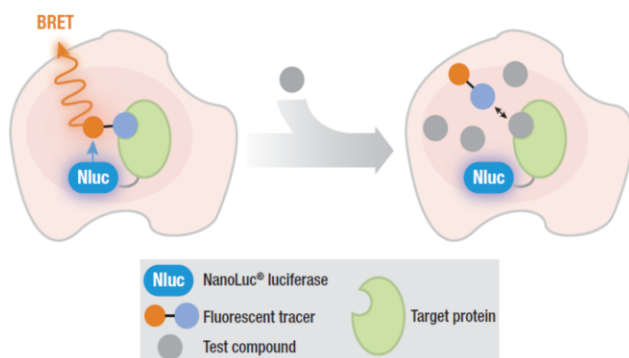 BRET
Nluc
Nluc
Nluc NanoLuc® luciferase
Fluorescent tracer
Target protein
Test compound